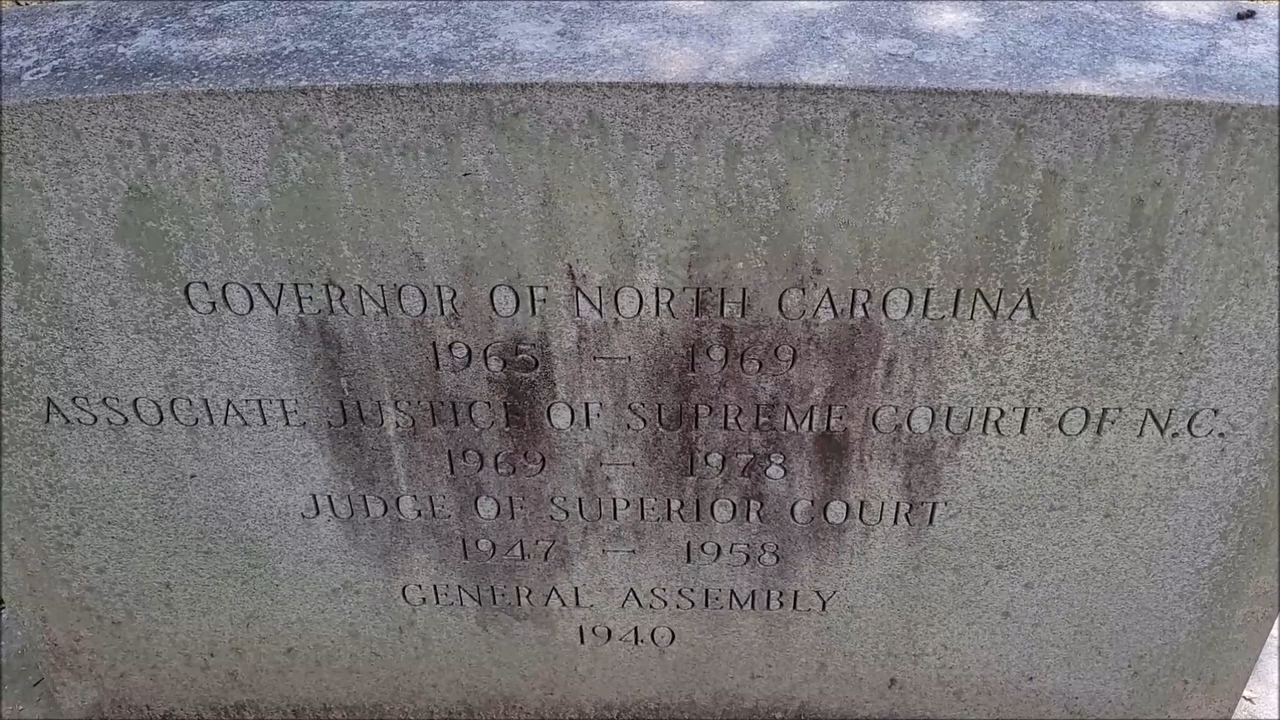 GOVERNOR OF NORTH CAROLINA
1965 — 1969
ASSOCIATE JUSTICE OF SUPREME COURT OF N.C.
1969 — 1978
JUDGE OF SUPERIOR COURT
1947 — 1958
GENERAL ASSEMBLY
1940